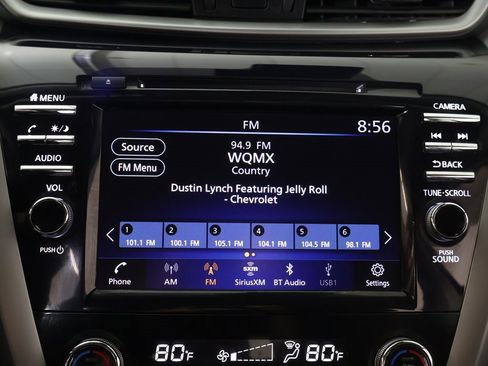 MENU
FM
8:56
CAMERA
Source
94.9 FM
WQMX
FM Menu
Country
AUDIO
BACK
Dustin Lynch Featuring Jelly Roll
- Chevrolet
VOL
TUNE•SCROLL
1 2 3 4 5 6
101.1 FM 100.1 FM 105.1 FM 104.1 FM 104.5 FM 98.1 FM
PUSH
PUSH
SOUND
sxm
Phone AM FM SiriusXM BT Audio USB1 Settings
80°F 80°F